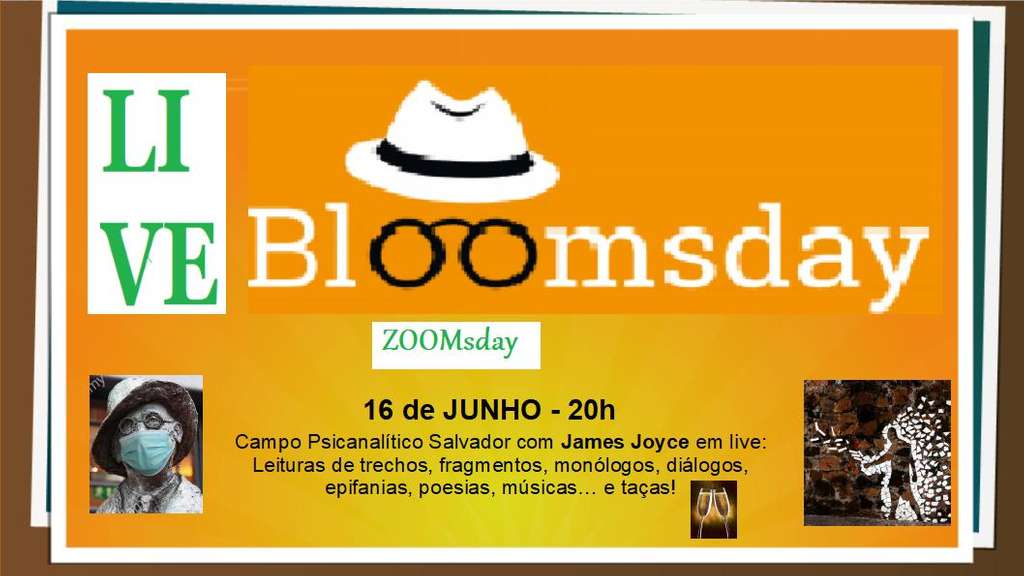 LI
VE
Bloomsday
ZOOMsday
16 de JUNHO - 20h
Campo Psicanalítico Salvador com James Joyce em live:
Leituras de trechos, fragmentos, monólogos, diálogos,
epifanias, poesias, músicas... e taças!